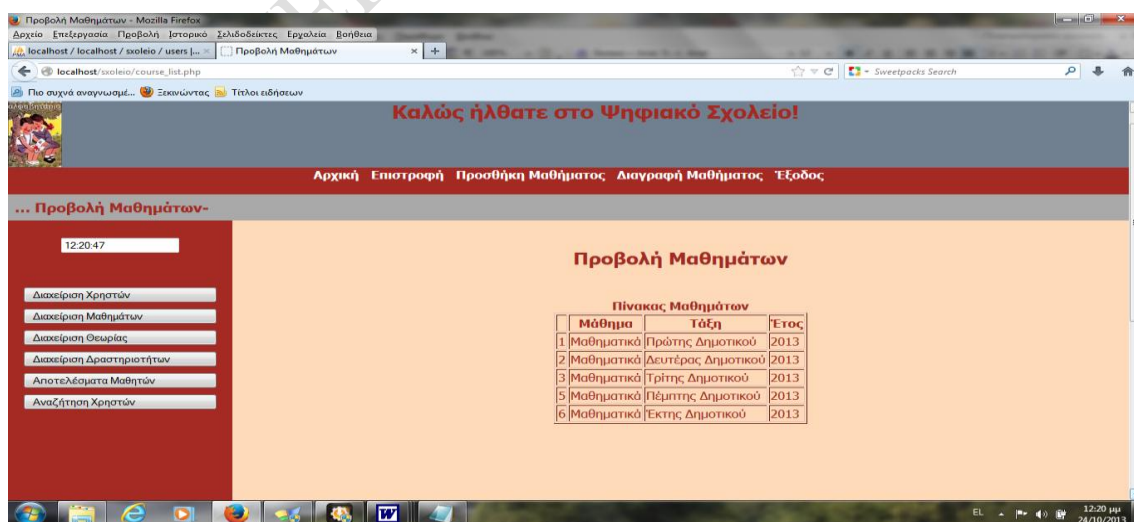 Προβολή Μαθημάτων - Mozilla Firefox
Αρχείο Επεξεργασία Προβολή Ιστορικό Σελιδοδείκτες Εργαλεία Βοήθεια
localhost / localhost / sxoleio / users |... × Προβολή Μαθημάτων × +
localhost/sxoleio/course_list.php Sweetpacks Search
Πιο συχνά αναγνωσμέ... Ξεκινώντας Τίτλοι ειδήσεων
Καλώς ήλθατε στο Ψηφιακό Σχολείο!
Αρχική Επιστροφή Προσθήκη Μαθήματος Διαγραφή Μαθήματος Έξοδος
... Προβολή Μαθημάτων-
12:20:47
Διαχείριση Χρηστών
Διαχείριση Μαθημάτων
Διαχείριση Θεωρίας
Διαχείριση Δραστηριοτήτων
Αποτελέσματα Μαθητών
Αναζήτηση Χρηστών
Προβολή Μαθημάτων
Πίνακας Μαθημάτων
Μάθημα Τάξη Έτος
1 Μαθηματικά Πρώτης Δημοτικού 2013
2 Μαθηματικά Δευτέρας Δημοτικού 2013
3 Μαθηματικά Τρίτης Δημοτικού 2013
5 Μαθηματικά Πέμπτης Δημοτικού 2013
6 Μαθηματικά Έκτης Δημοτικού 2013
EL 12:20 μμ
24/10/2013